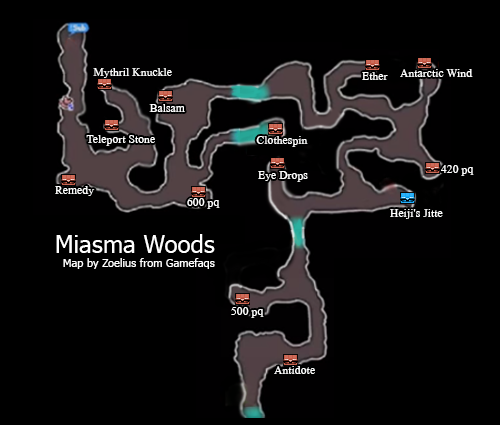 Mythril Knuckle
Ether
Antarctic Wind
Balsam
Teleport Stone
Clothespin
Eye Drops
420 pq
Remedy
600 pq
Heiji's Jitte
Miasma Woods
Map by Zoelius from Gamefaqs
500 pq
Antidote